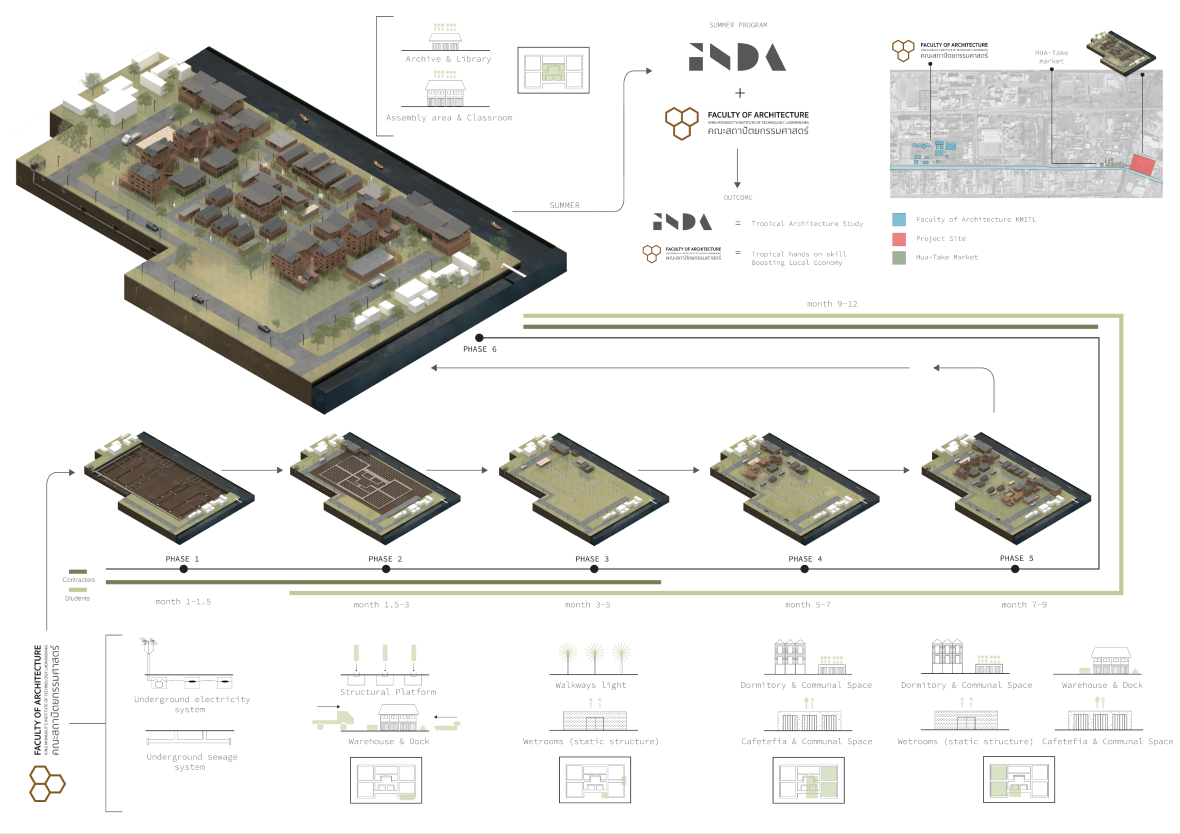 Archive & Library
Assembly area & Classroom
SUMMER
SUMMER PROGRAM
INDA
+
FACULTY OF ARCHITECTURE
KING MONGKUT'S INSTITUTE OF TECHNOLOGY LADKRABANG
คณะสถาปัตยกรรมศาสตร์
OUTCOME
INDA
=
Tropical Architecture Study
FACULTY OF ARCHITECTURE
คณะสถาปัตยกรรมศาสตร์
=
Tropical hands on skill
Boosting Local Economy
FACULTY OF ARCHITECTURE
คณะสถาปัตยกรรมศาสตร์
HUA-Take
market
Faculty of Architecture KMITL
Project Site
Hua-Take Market
month 9-12
PHASE 6
PHASE 1
PHASE 2
PHASE 3
PHASE 4
PHASE 5
Contractors
Students
month 1-1.5
month 1.5-3
month 3-5
month 5-7
month 7-9
FACULTY OF ARCHITECTURE
KING MONGKUT'S INSTITUTE OF TECHNOLOGY LADKRABANG
คณะสถาปัตยกรรมศาสตร์
Underground electricity
system
Underground sewage
system
Structural Platform
Warehouse & Dock
Walkways light
Wetrooms (static structure)
Dormitory & Communal Space
Cafetefia & Communal Space
Dormitory & Communal Space
Warehouse & Dock
Wetrooms (static structure)
Cafetefia & Communal Space